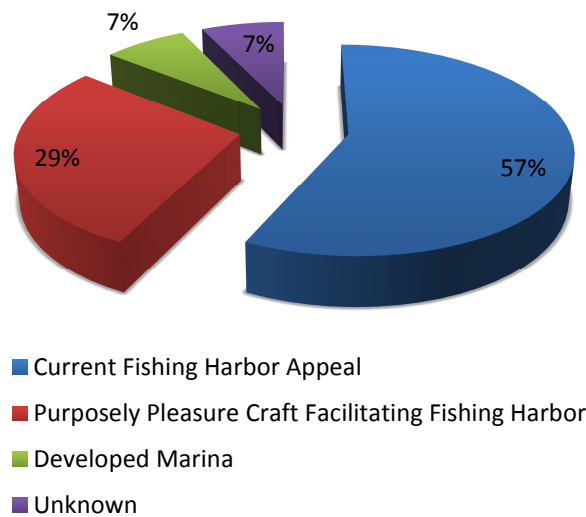 7%
7%
29%
57%
Current Fishing Harbor Appeal
Purposely Pleasure Craft Facilitating Fishing Harbor
Developed Marina
Unknown